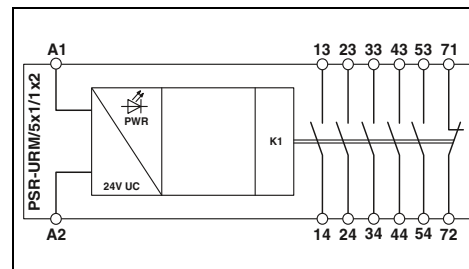 A1 13 23 33 43 53 71
PSR-URM/5x1/1x2
PWR
K1
24V UC
A2 14 24 34 44 54 72